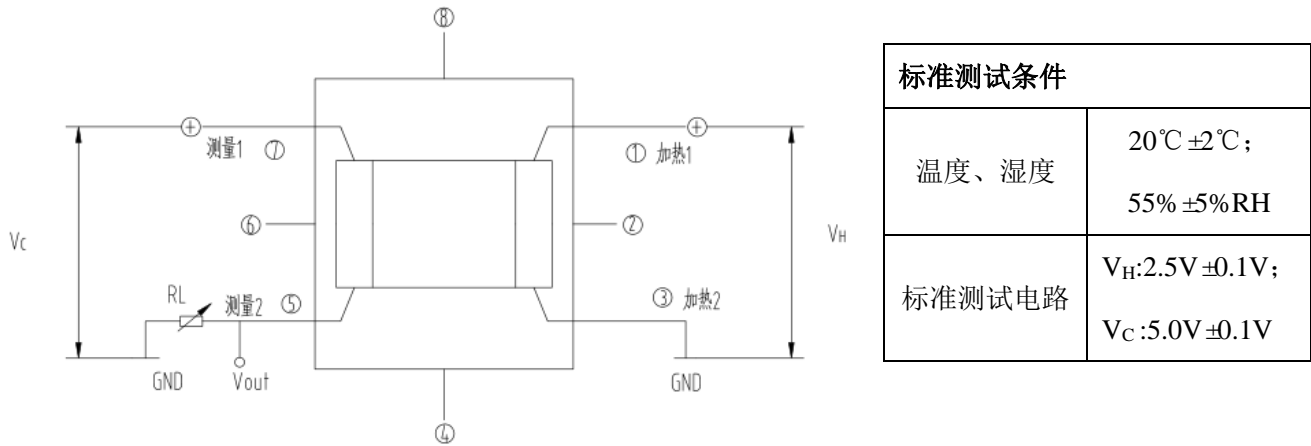 ⑧
测量1 ⑦
① 加热1
⑥
②
VC
VH
RL
测量2 ⑤
③ 加热2
GND
Vout
GND
④
标准测试条件
温度、湿度
20℃±2℃；
55%±5%RH
标准测试电路
VH:2.5V±0.1V；
VC:5.0V±0.1V